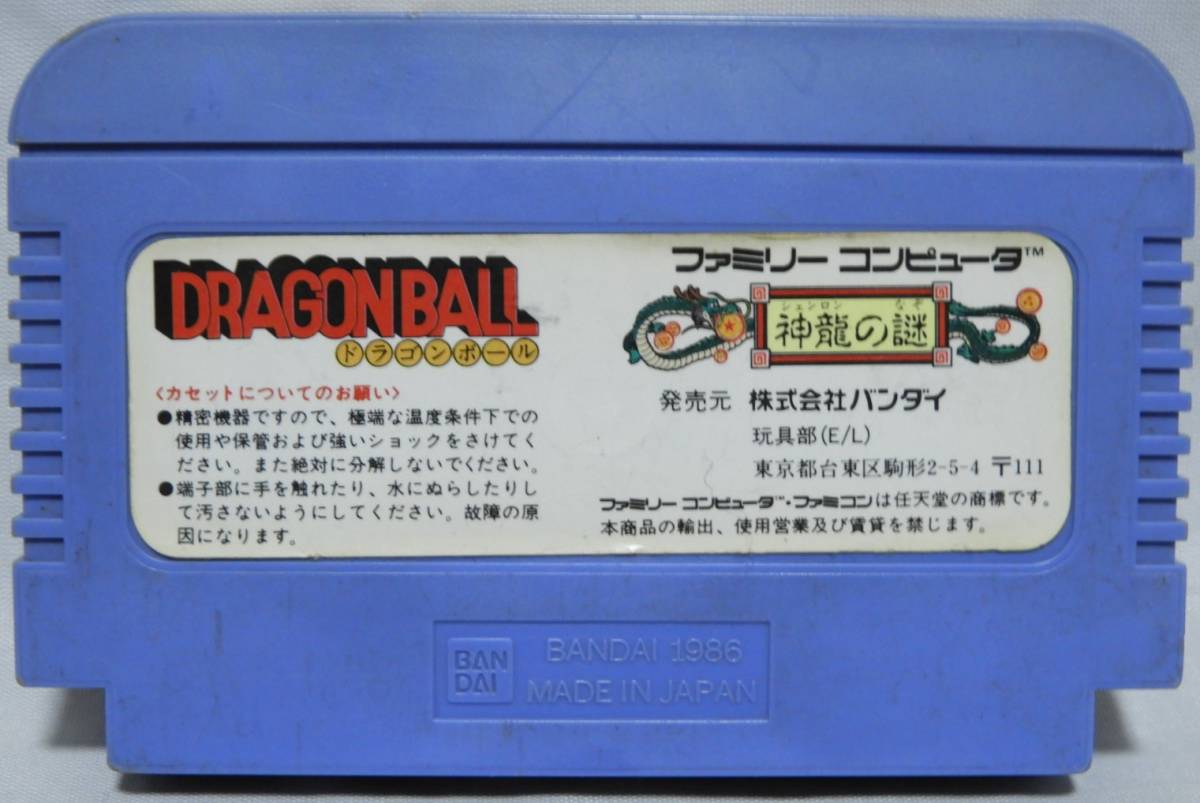 DRAGON BALL
ドラゴンボール
〈カセットについてのお願い〉
●精密機器ですので、極端な温度条件下での
使用や保管および強いショックをさけてく
ださい。また絶対に分解しないでください。
●端子部に手を触れたり、水にぬらしたりし
て汚さないようにしてください。故障の原
因になります。
ファミリー コンピュータ™
シェンロン なぞ
神龍の謎
発売元 株式会社バンダイ
玩具部(E/L)
東京都台東区駒形2-5-4 〒111
ファミリー コンピュータ™・ファミコンは任天堂の商標です。
本商品の輸出、使用営業及び賃貸を禁じます。
BAN
DAI
BANDAI 1986
MADE IN JAPAN